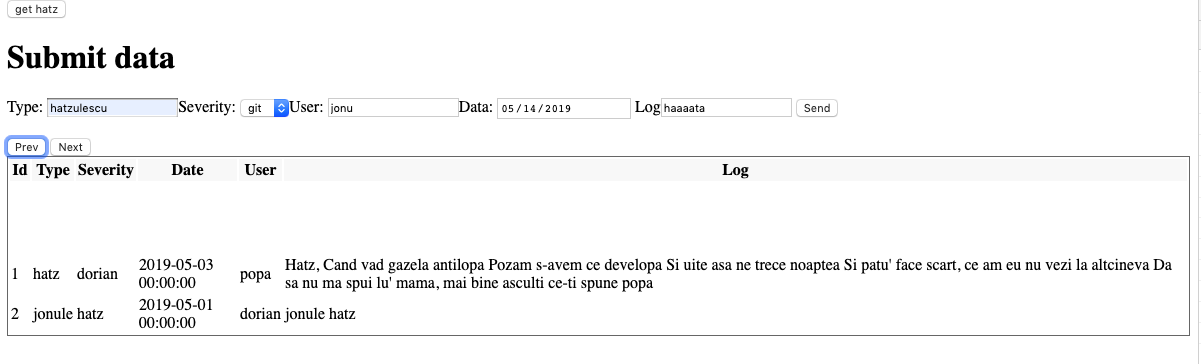 get hatz
Submit data
Type: hatzulescu Severity: git User: jonu Data: 05/14/2019 Log haaaata Send
Prev Next
Id Type Severity Date User Log
1 hatz dorian 2019-05-03 00:00:00 popa Hatz, Cand vad gazela antilopa Pozam s-avem ce developa Si uite asa ne trece noaptea Si patu' face scart, ce am eu nu vezi la altcineva Da
sa nu ma spui lu' mama, mai bine asculti ce-ti spune popa
2 jonule hatz 2019-05-01 00:00:00 dorian jonule hatz